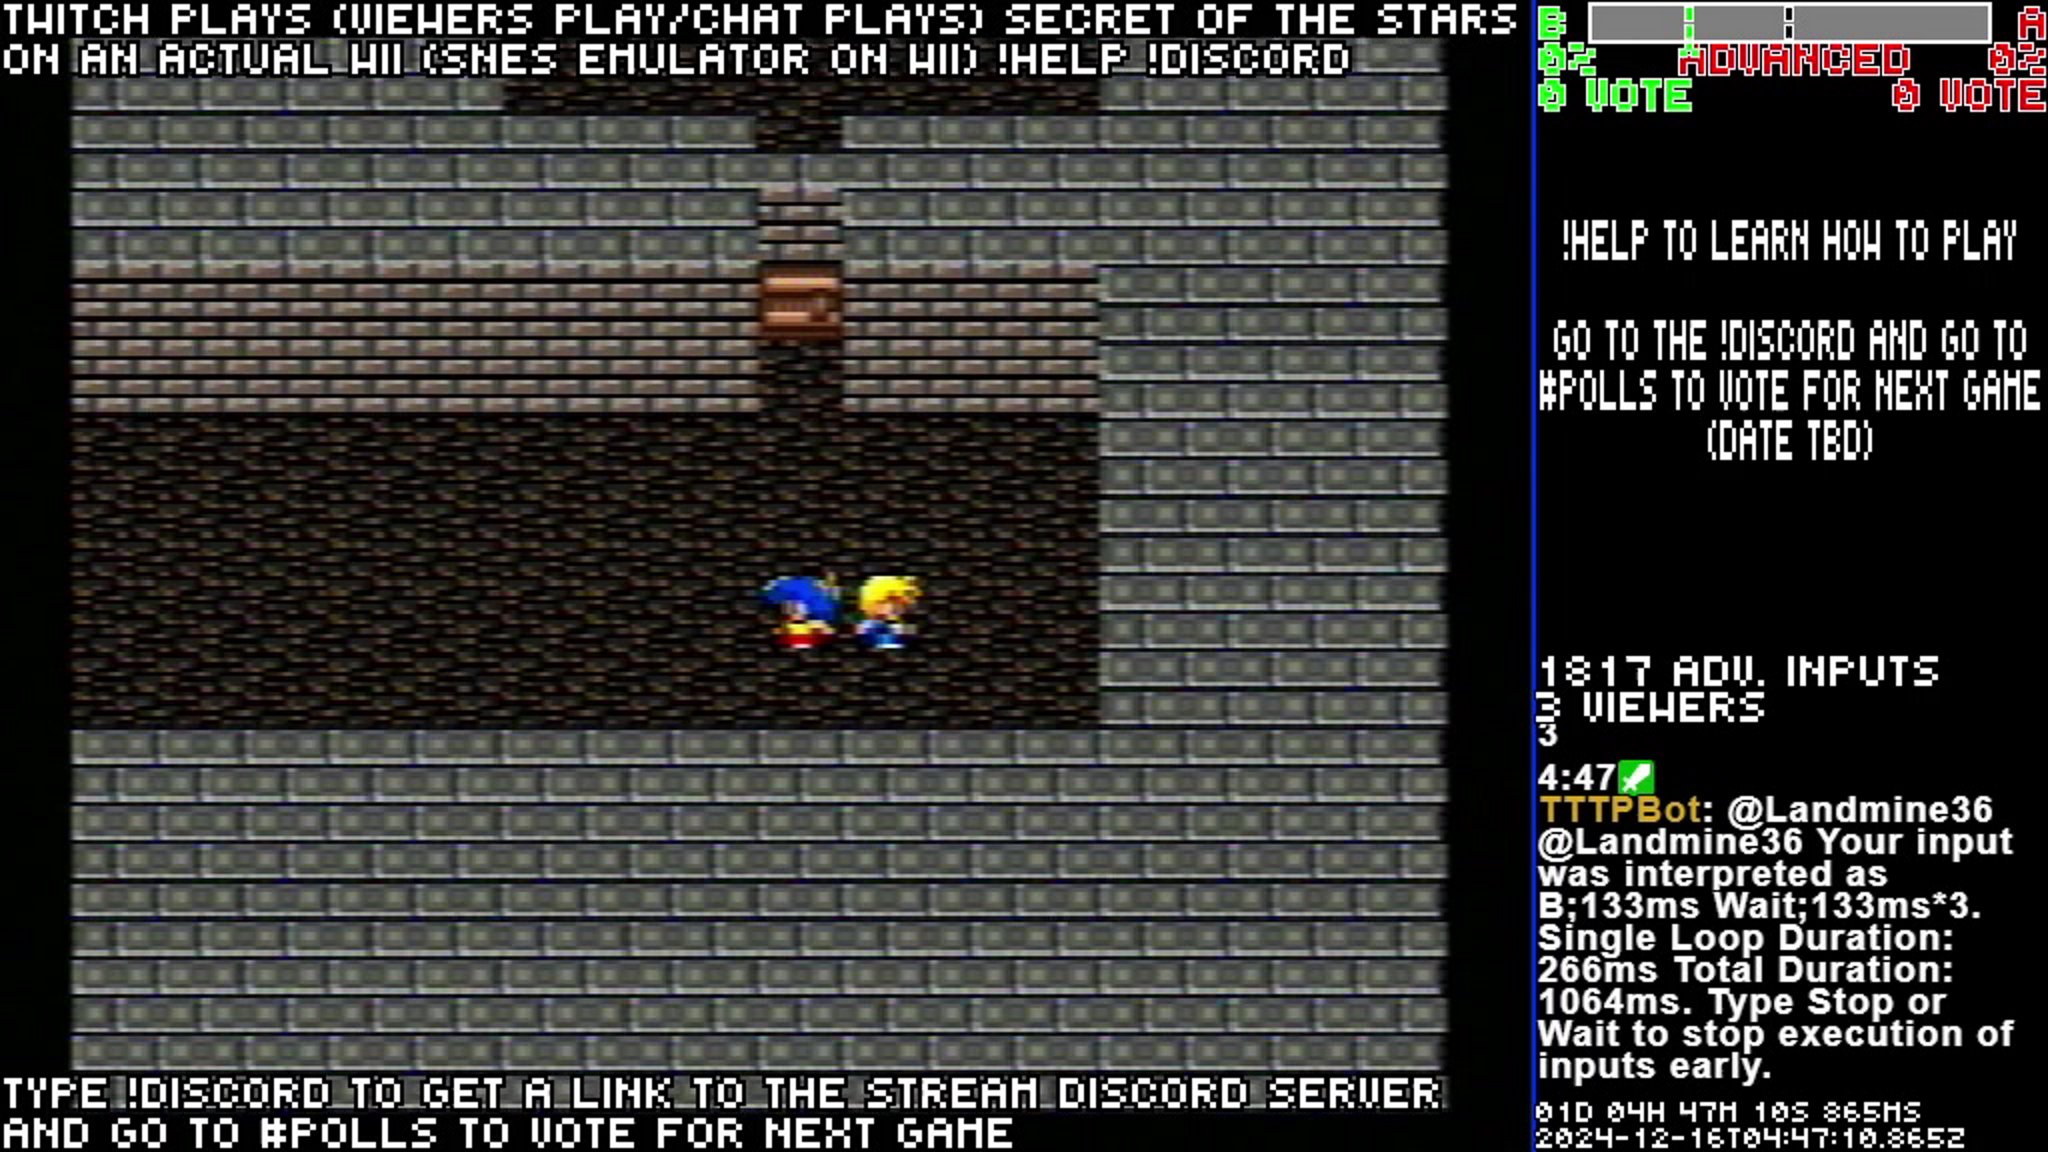 TWITCH PLAYS (VIEWERS PLAY/CHAT PLAYS) SECRET OF THE STARS
ON AN ACTUAL WII (SNES EMULATOR ON WII) !HELP !DISCORD
B A
0% ADVANCED 0%
0 VOTE 0 VOTE
!HELP TO LEARN HOW TO PLAY
GO TO THE !DISCORD AND GO TO
#POLLS TO VOTE FOR NEXT GAME
(DATE TBD)
1817 ADV. INPUTS
3 VIEWERS
3
4:47
TTTPBot: @Landmine36
@Landmine36 Your input
was interpreted as
B;133ms Wait;133ms*3.
Single Loop Duration:
266ms Total Duration:
1064ms. Type Stop or
Wait to stop execution of
inputs early.
01D 04H 47M 10S 865MS
2024-12-16T04:47:10.865Z
TYPE !DISCORD TO GET A LINK TO THE STREAM DISCORD SERVER
AND GO TO #POLLS TO VOTE FOR NEXT GAME